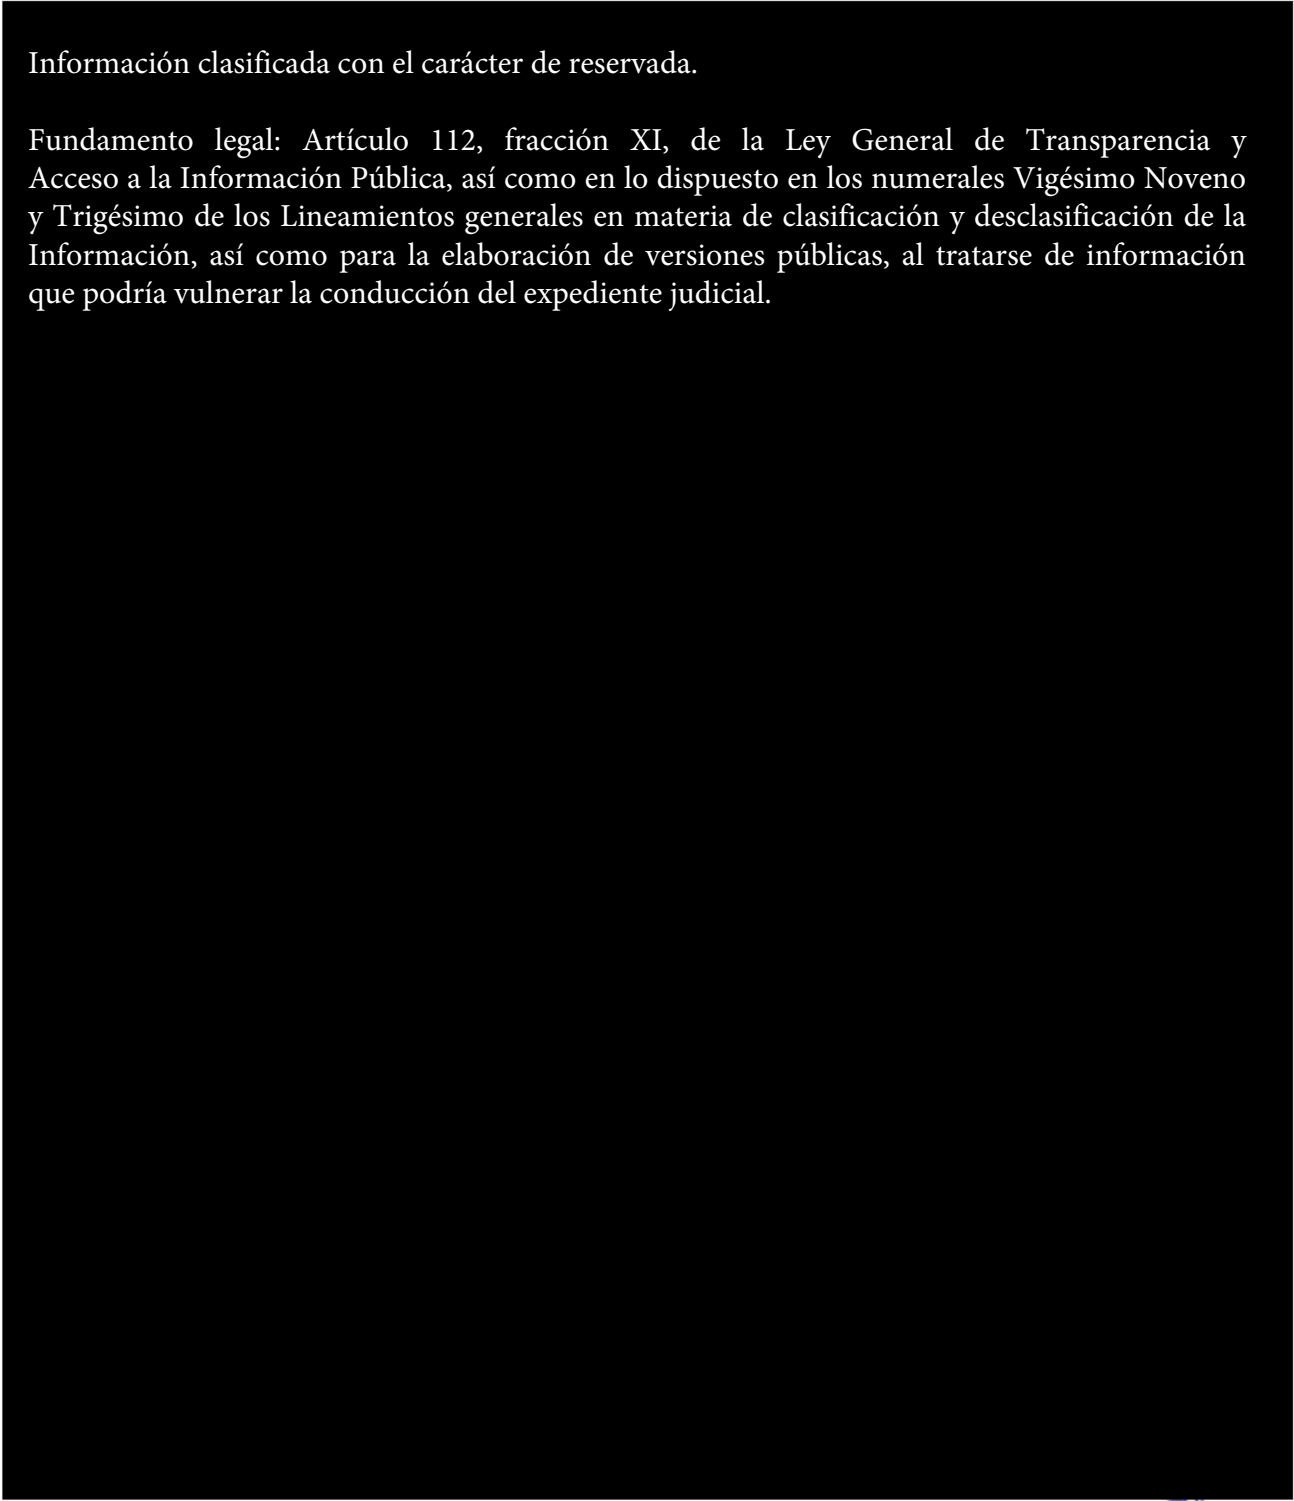 Información clasificada con el carácter de reservada.
Fundamento legal: Artículo 112, fracción XI, de la Ley General de Transparencia y
Acceso a la Información Pública, así como en lo dispuesto en los numerales Vigésimo Noveno
y Trigésimo de los Lineamientos generales en materia de clasificación y desclasificación de la
Información, así como para la elaboración de versiones públicas, al tratarse de información
que podría vulnerar la conducción del expediente judicial.